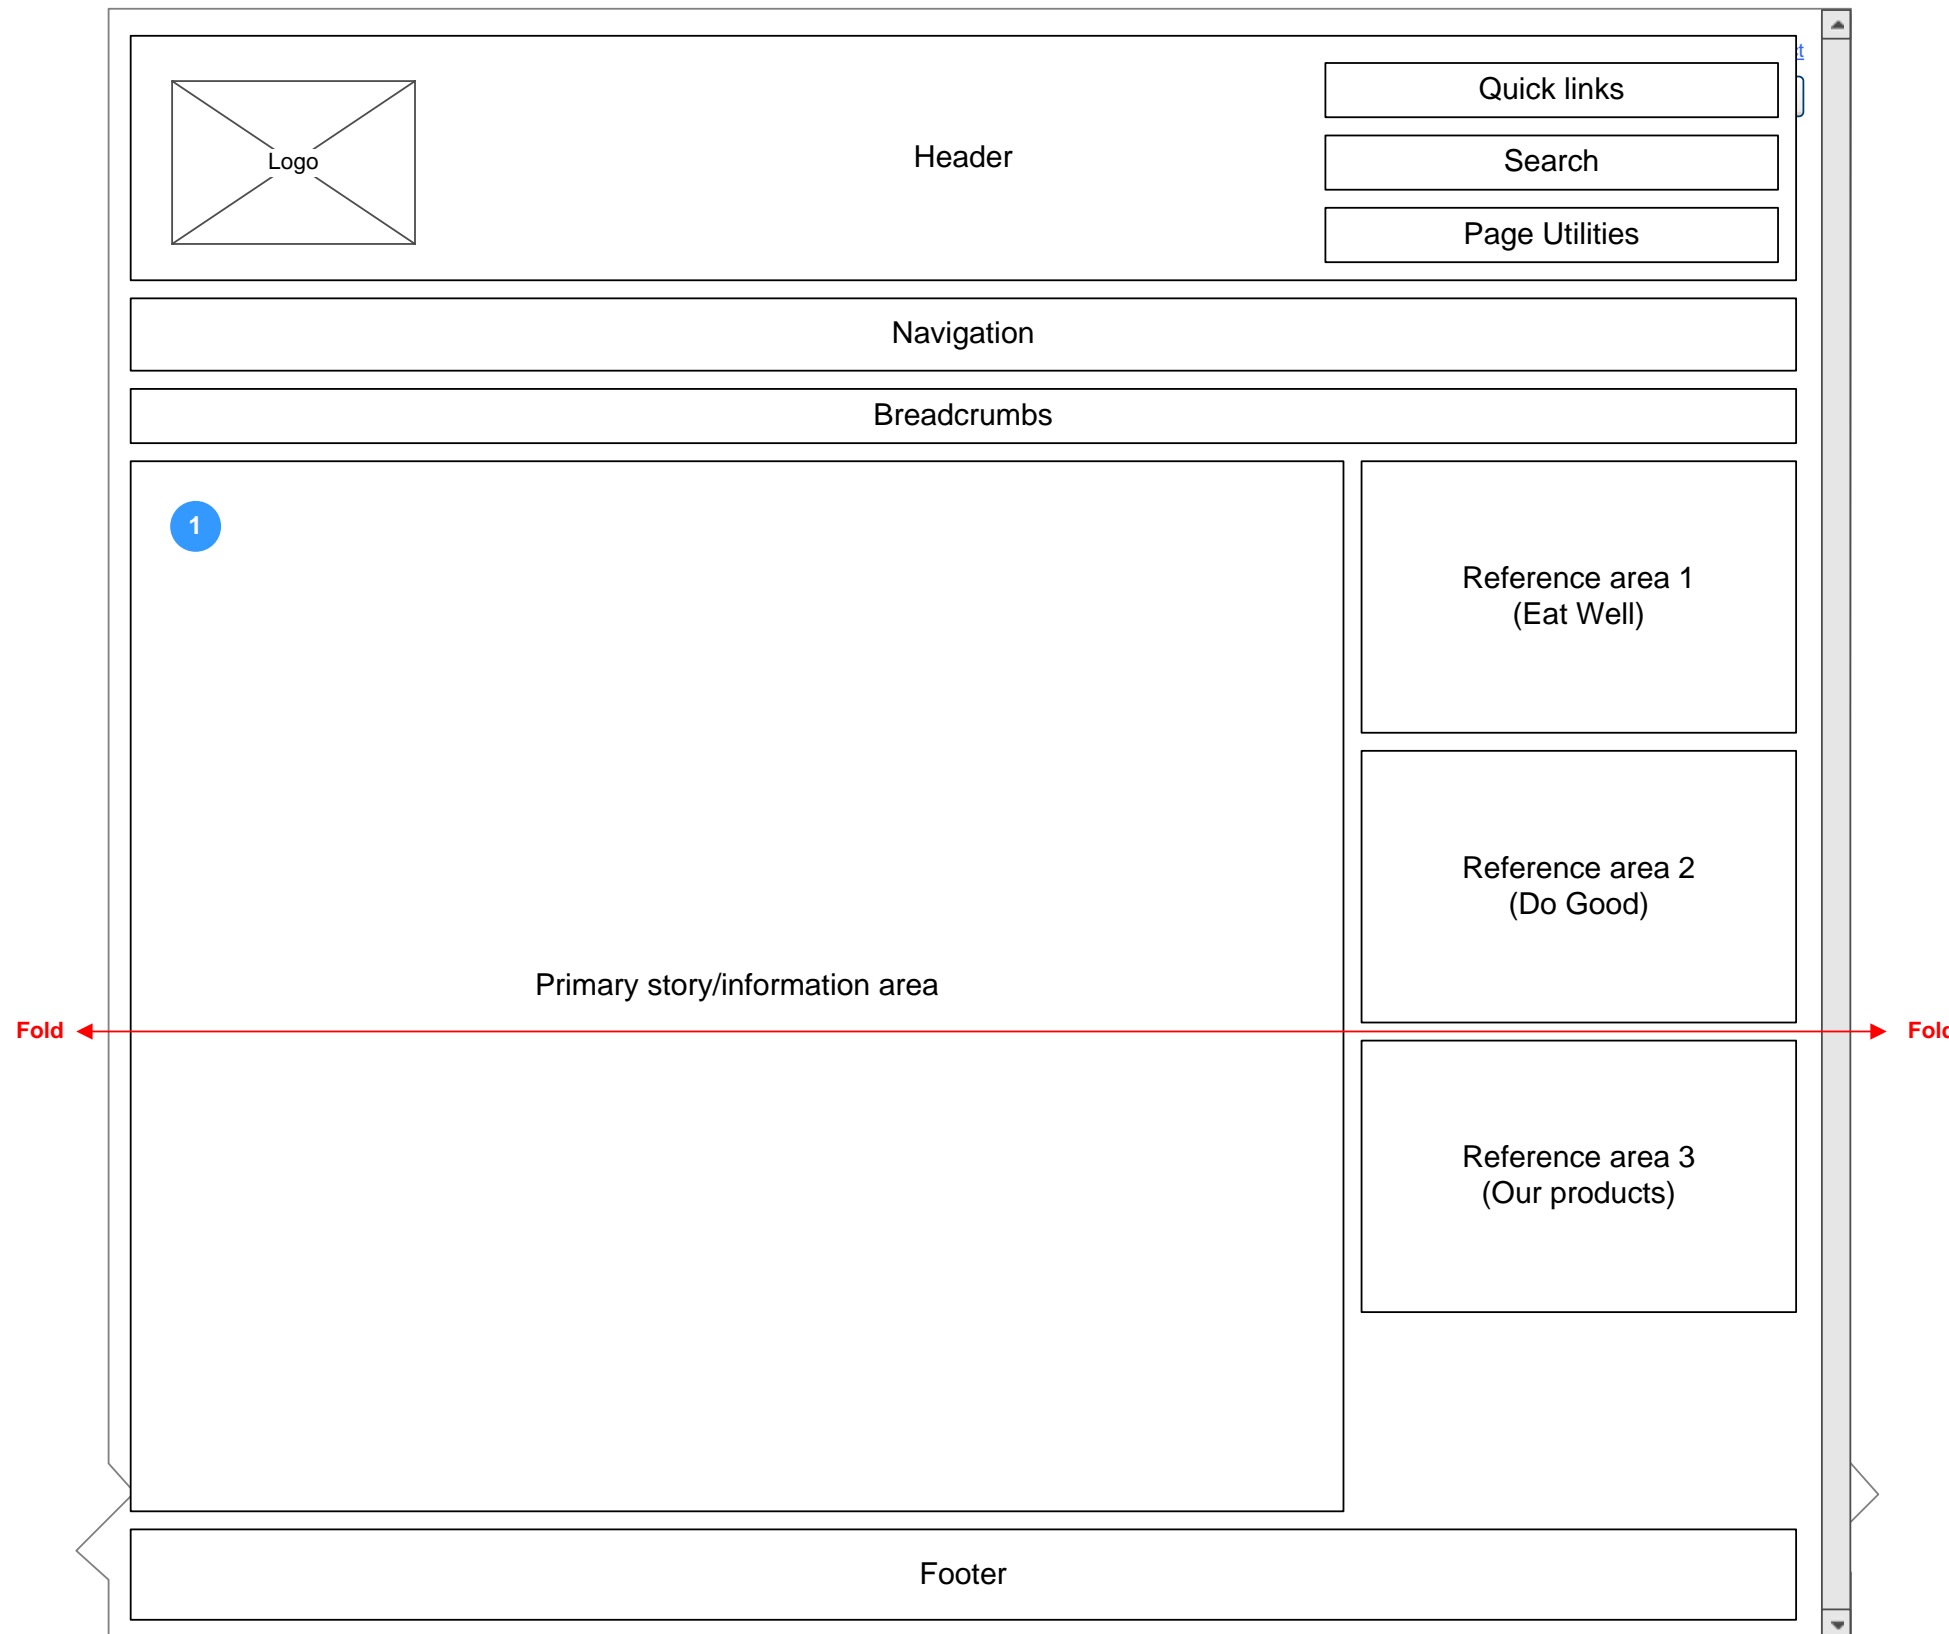 Quick links
Logo
Header
Search
Page Utilities
Navigation
Breadcrumbs
1
Reference area 1
(Eat Well)
Reference area 2
(Do Good)
Primary story/information area
Fold
Reference area 3
(Our products)
Footer